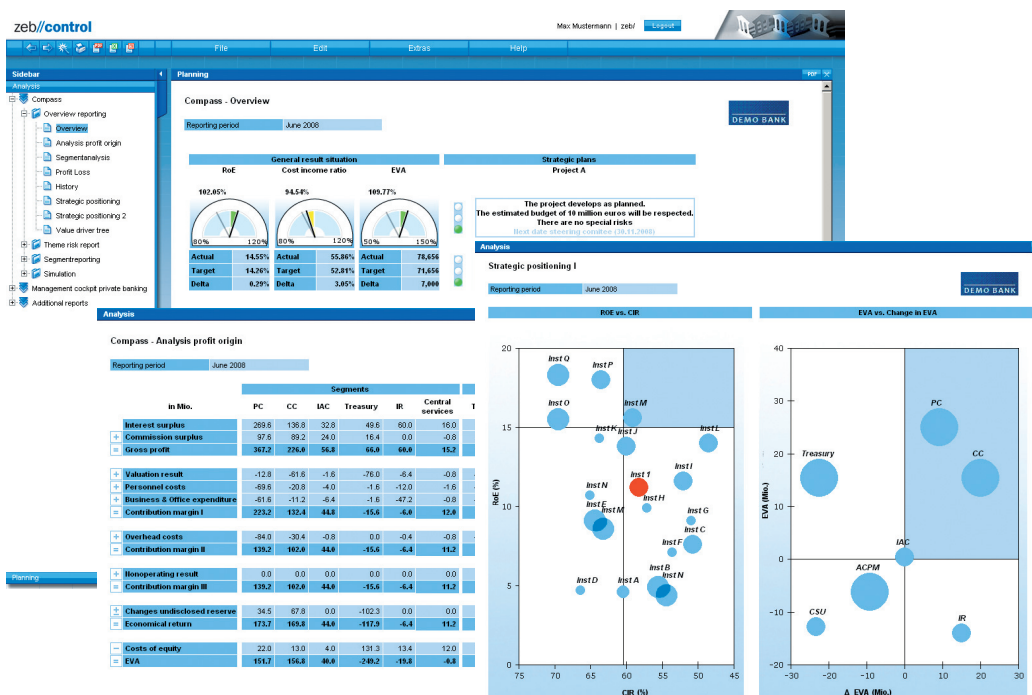 zeb//control
Max Mustermann | zeb/ Logout
File Edit Extras Help
Sidebar
Analysis
Compass
Overview reporting
Overview
Analysis profit origin
Segmentanalysis
Profit Loss
History
Strategic positioning
Strategic positioning 2
Value driver tree
Theme risk report
Segmentreporting
Simulation
Management cockpit private banking
Additional reports
Planning
PDF
Compass - Overview
DEMO BANK
Reporting period June 2008
General result situation
RoE Cost income ratio EVA
102.05% 94.54% 109.77%
80% 120% 80% 120% 50% 150%
Actual 14.55% Actual 55.86% Actual 78,656
Target 14.26% Target 52.81% Target 71,656
Delta 0.29% Delta 3.05% Delta 7,000
Strategic plans
Project A
The project develops as planned.
The estimated budget of 10 million euros will be respected.
There are no special risks
Next date steering comitee (30.11.2008)
Planning
Analysis
Compass - Analysis profit origin
Reporting period June 2008
Segments
in Mio. PC CC IAC Treasury IR Central services T
Interest surplus 269.6 136.8 32.8 49.6 60.0 16.0
+ Commission surplus 97.6 89.2 24.0 16.4 0.0 -0.8
= Gross profit 367.2 226.0 56.8 66.0 60.0 15.2
+ Valuation result -12.8 -61.6 -1.6 -76.0 -6.4 -0.8
+ Personnel costs -69.6 -20.8 -4.0 -1.6 -12.0 -1.6
+ Business & Office expenditure -61.6 -11.2 -6.4 -1.6 -47.2 -0.8
= Contribution margin I 223.2 132.4 44.8 -15.6 -6.0 12.0
+ Overhead costs -84.0 -30.4 -0.8 0.0 -0.4 -0.8
= Contribution margin II 139.2 102.0 44.0 -15.6 -6.4 11.2
+ Nonoperating result 0.0 0.0 0.0 0.0 0.0 0.0
= Contribution margin III 139.2 102.0 44.0 -15.6 -6.4 11.2
± Changes undisclosed reserve 34.5 67.8 0.0 -102.3 0.0 0.0
= Economical return 173.7 169.8 44.0 -117.9 -6.4 11.2
− Costs of equity 22.0 13.0 4.0 131.3 13.4 12.0
= EVA 151.7 156.8 40.0 -249.2 -19.8 -0.8
Analysis
Strategic positioning I
Reporting period June 2008
DEMO BANK
ROE vs. CIR
RoE (%)
20
15
10
5
0
Inst Q
Inst P
Inst O
Inst M
Inst K
Inst J
Inst L
Inst N
Inst 1
Inst I
Inst H
Inst E
Inst M
Inst G
Inst C
Inst F
Inst D
Inst A
Inst B
Inst N
75 70 65 60 55 50 45
CIR (%)
EVA vs. Change in EVA
EVA (Mio.)
40
30
20
10
0
-10
-20
PC
Treasury
CC
IAC
ACPM
CSU
IR
-30 -20 -10 0 10 20 30
Δ EVA (Mio.)